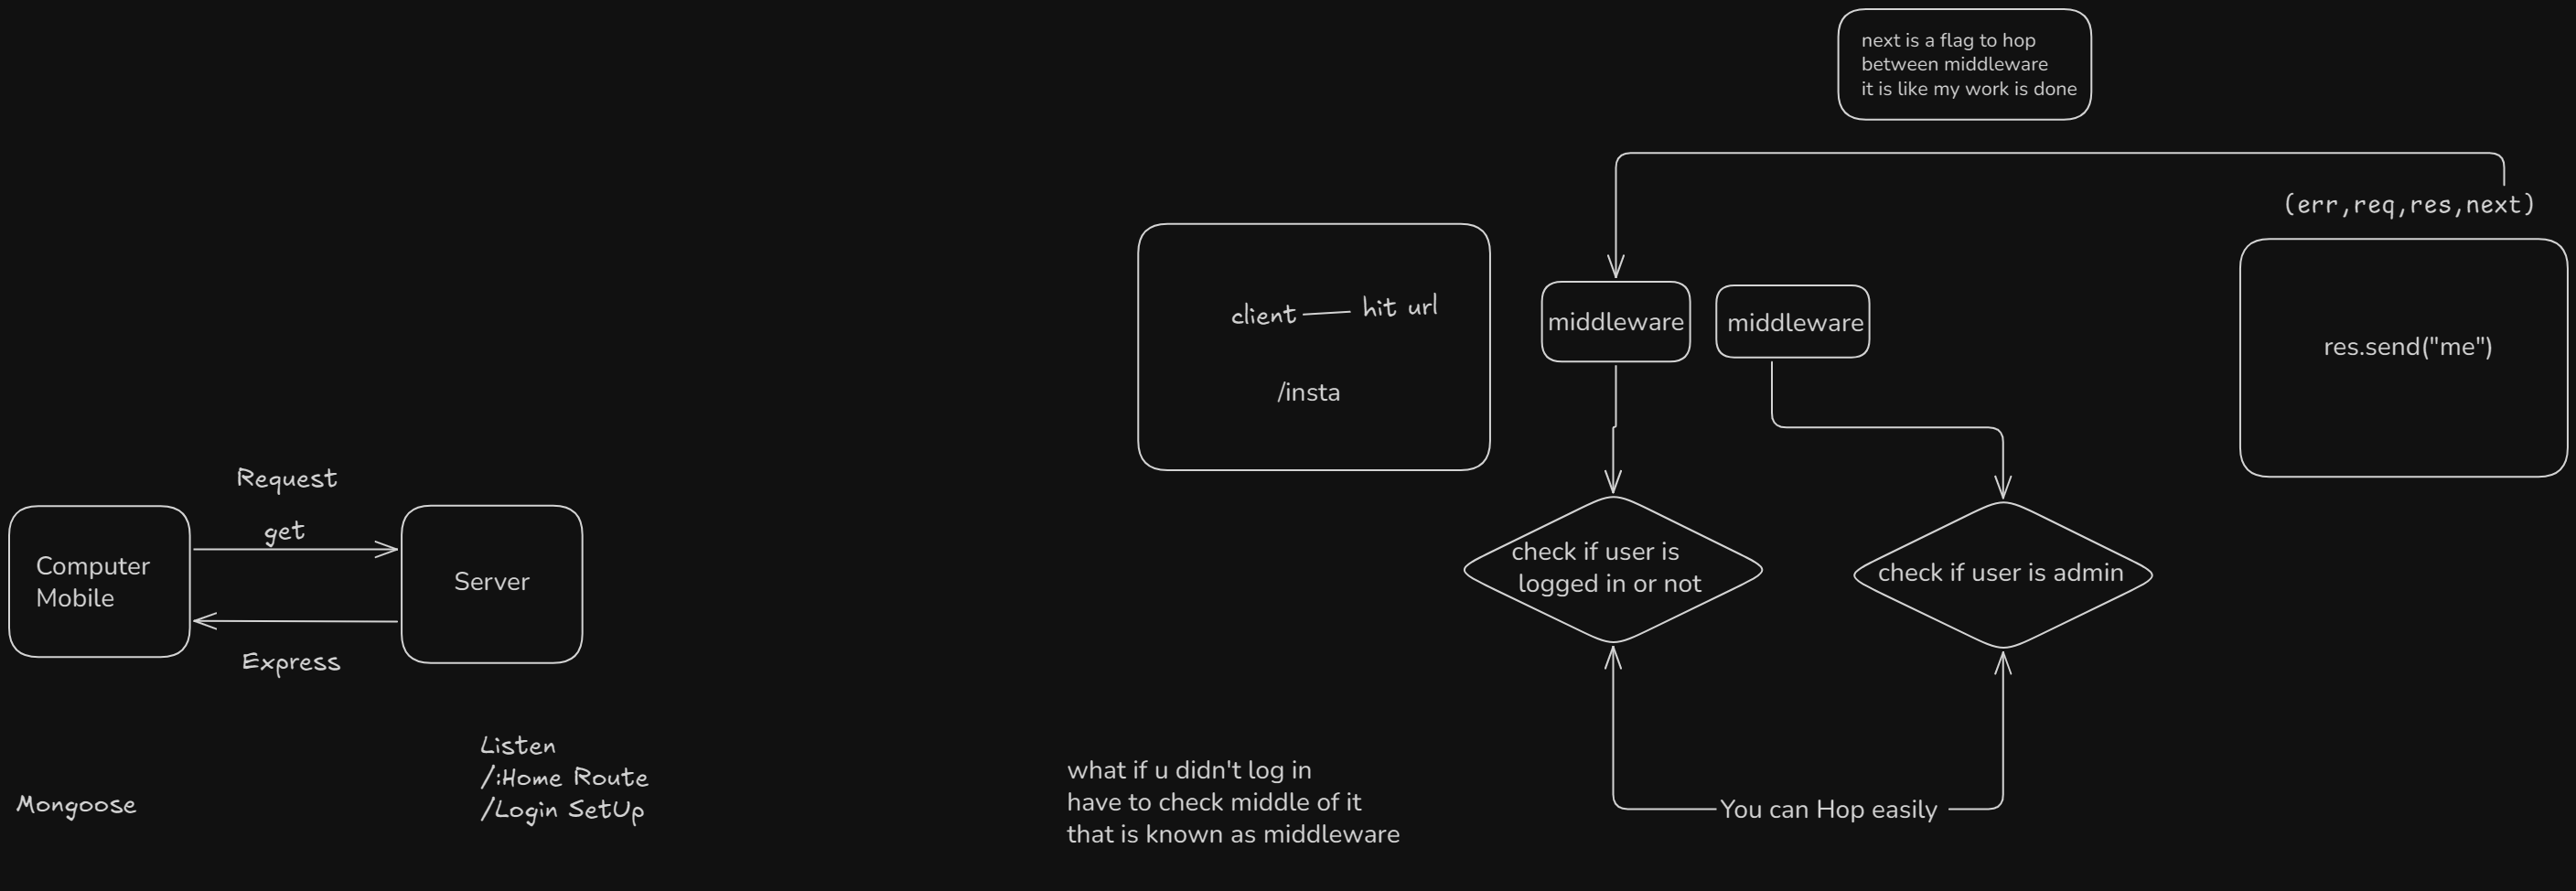 next is a flag to hop
between middleware
it is like my work is done
(err,req,res,next)
client
hit url
/insta
middleware
middleware
res.send("me")
Request
get
Computer
Mobile
Server
Express
check if user is
logged in or not
check if user is admin
Listen
/:Home Route
/Login SetUp
Mongoose
what if u didn't log in
have to check middle of it
that is known as middleware
You can Hop easily